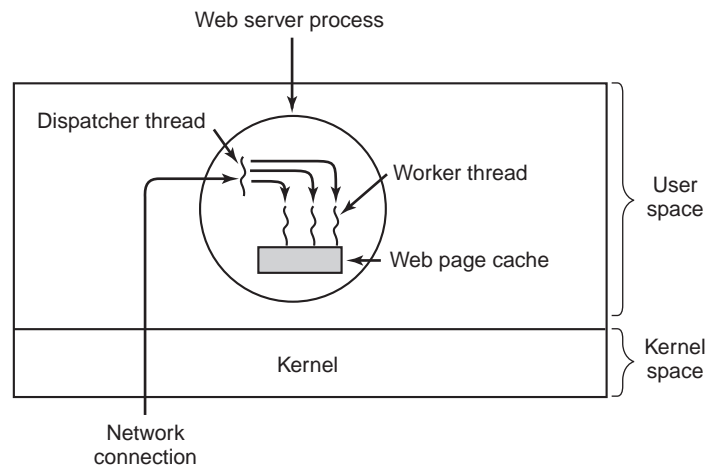 Web server process
Dispatcher thread
Worker thread
User
space
Web page cache
Kernel
Kernel
space
Network
connection